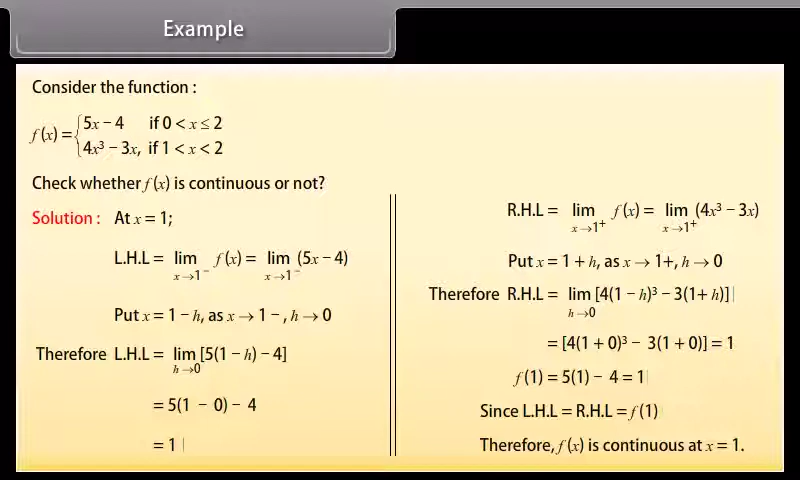 Example
Consider the function :
f(x) = { 5x − 4 if 0 < x ≤ 2
4x³ − 3x, if 1 < x < 2
Check whether f(x) is continuous or not?
Solution : At x = 1;
L.H.L = lim x→1⁻ f(x) = lim x→1⁻ (5x − 4)
Put x = 1 − h, as x → 1 − , h → 0
Therefore L.H.L = lim h→0 [5(1 − h) − 4]
= 5(1 − 0) − 4
= 1
R.H.L = lim x→1⁺ f(x) = lim x→1⁺ (4x³ − 3x)
Put x = 1 + h, as x → 1+, h → 0
Therefore R.H.L = lim h→0 [4(1 − h)³ − 3(1+ h)]
= [4(1 + 0)³ − 3(1 + 0)] = 1
f(1) = 5(1) − 4 = 1
Since L.H.L = R.H.L = f(1)
Therefore, f(x) is continuous at x = 1.